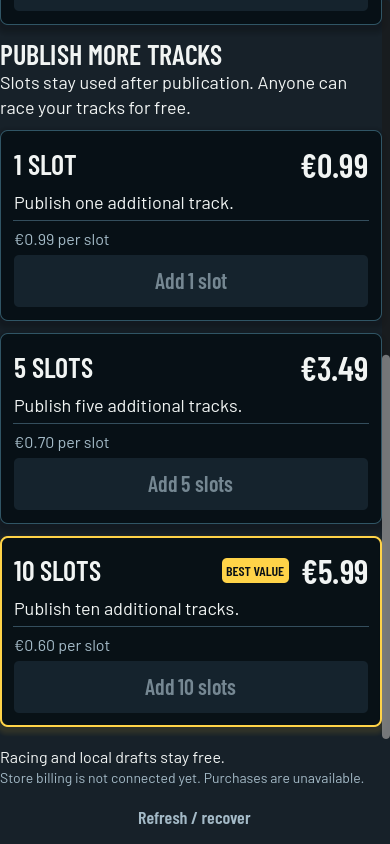 PUBLISH MORE TRACKS
Slots stay used after publication. Anyone can
race your tracks for free.
1 SLOT
€0.99
Publish one additional track.
€0.99 per slot
Add 1 slot
5 SLOTS
€3.49
Publish five additional tracks.
€0.70 per slot
Add 5 slots
10 SLOTS
BEST VALUE
€5.99
Publish ten additional tracks.
€0.60 per slot
Add 10 slots
Racing and local drafts stay free.
Store billing is not connected yet. Purchases are unavailable.
Refresh / recover